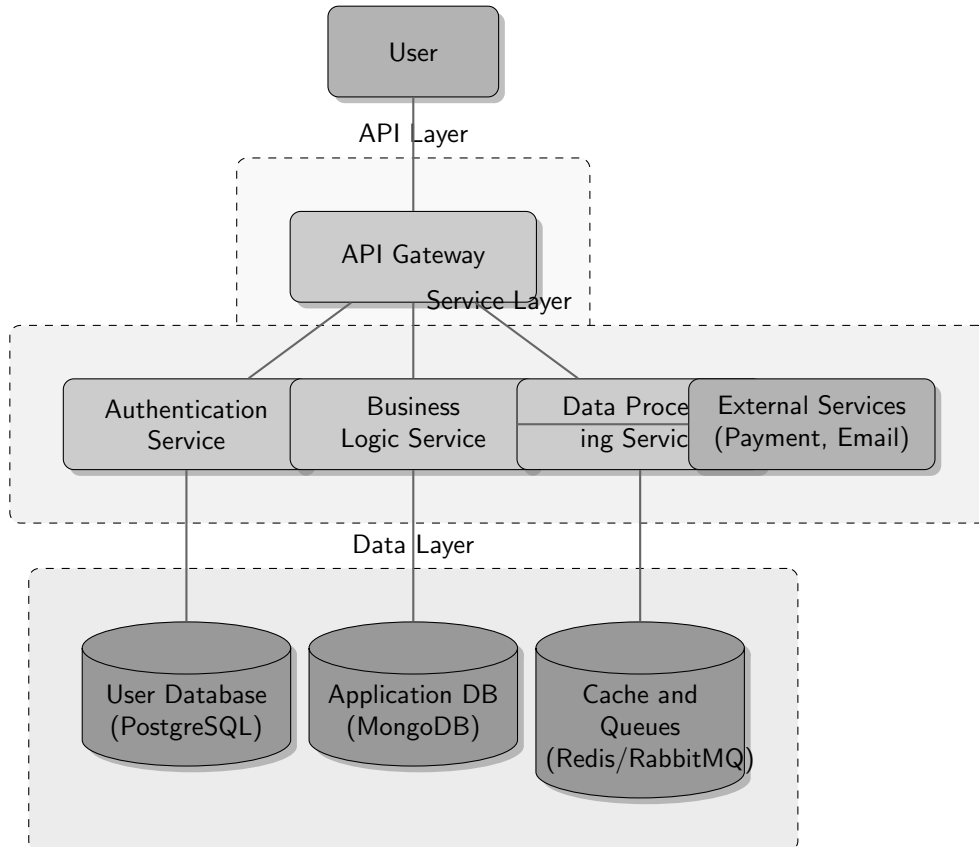 User
API Layer
API Gateway
Service Layer
Authentication
Service
Business
Logic Service
Data Proce
ing Servic
External Services
(Payment, Email)
Data Layer
User Database
(PostgreSQL)
Application DB
(MongoDB)
Cache and
Queues
(Redis/RabbitMQ)